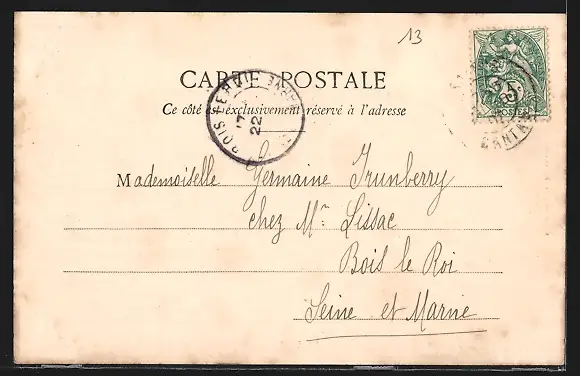 13
CARTE POSTALE
Ce côté est exclusivement réservé à l'adresse
22
POSTES
CANTAL
Mademoiselle Germaine Trunberry
chez Mr Lissac
Bois le Roi
Seine et Marne